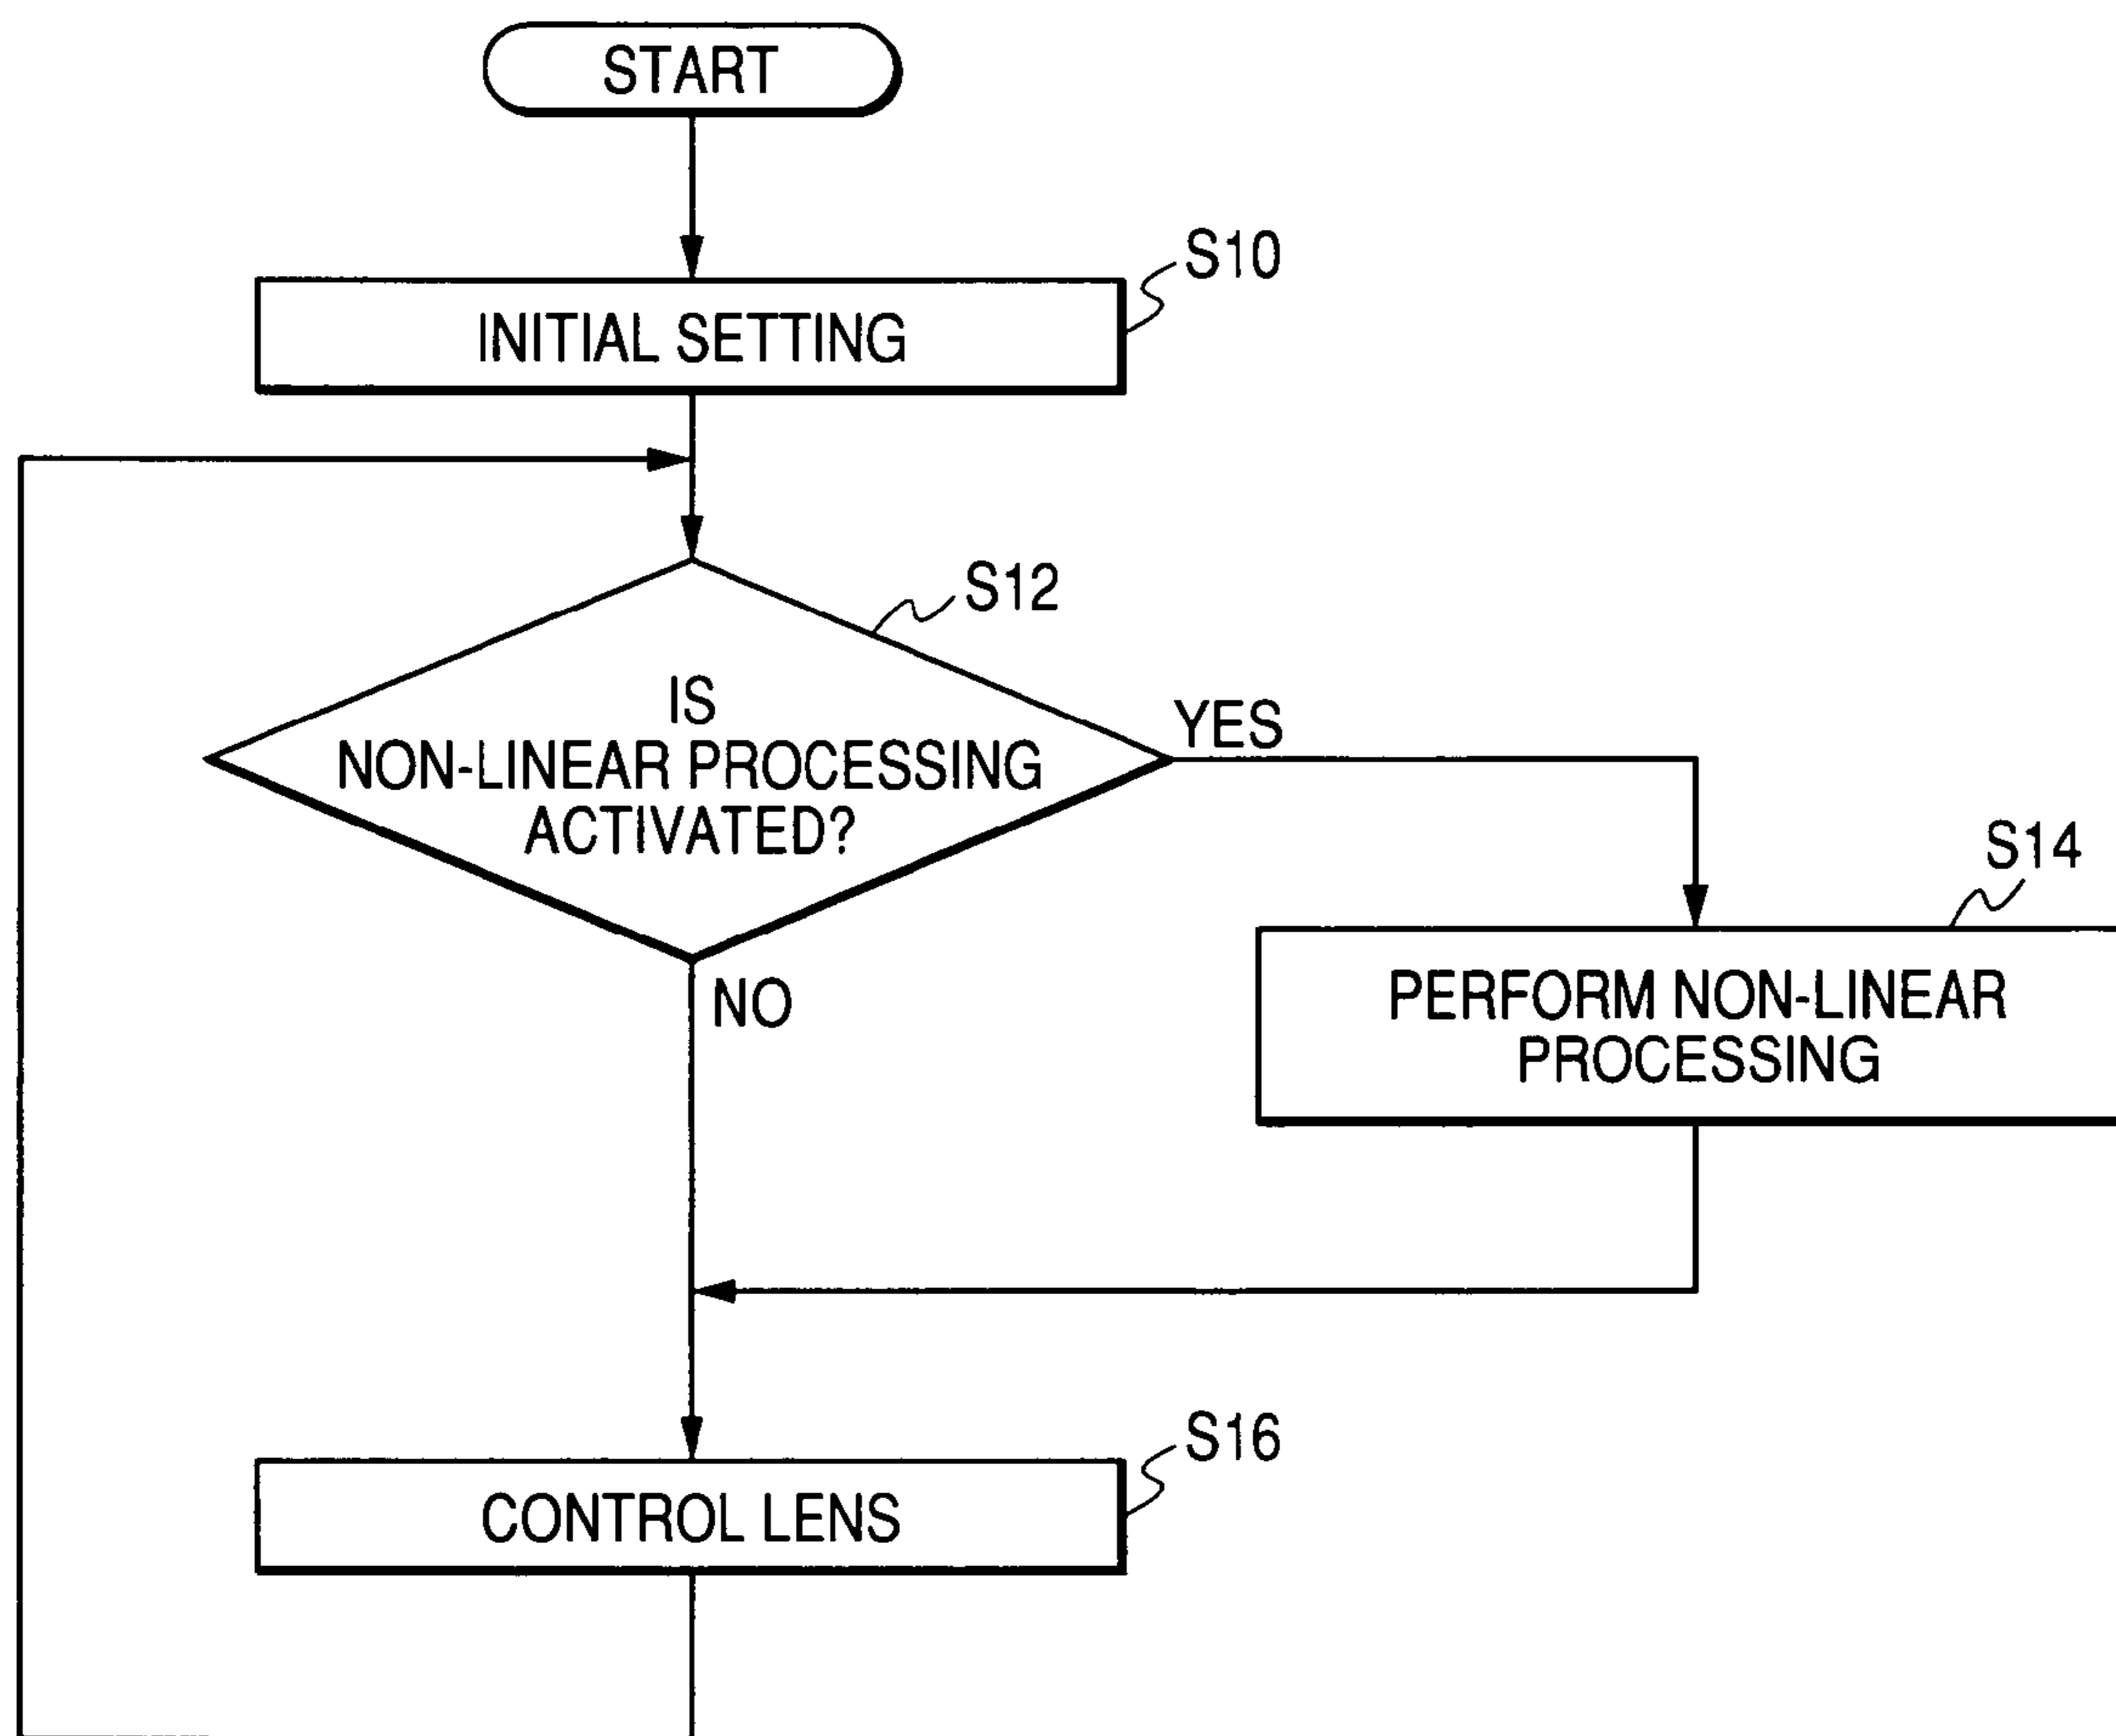 START
S10
INITIAL SETTING
S12
IS
NON-LINEAR PROCESSING
ACTIVATED?
YES
NO
S14
PERFORM NON-LINEAR
PROCESSING
S16
CONTROL LENS